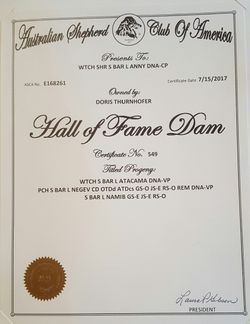 Australian Shepherd Club Of America
Presents To:
WTCH SHR S BAR L ANNY DNA-CP
ASCA No. E168261
Certificate Date 7/15/2017
Owned by:
DORIS THURNHOFER
Hall of Fame Dam
Certificate No. 549
Titled Progeny:
WTCH S BAR L ATACAMA DNA-VP
PCH S BAR L NEGEV CD OTDd ATDcs GS-O JS-E RS-O REM DNA-VP
S BAR L NAMIB GS-E JS-E RS-O
PRESIDENT